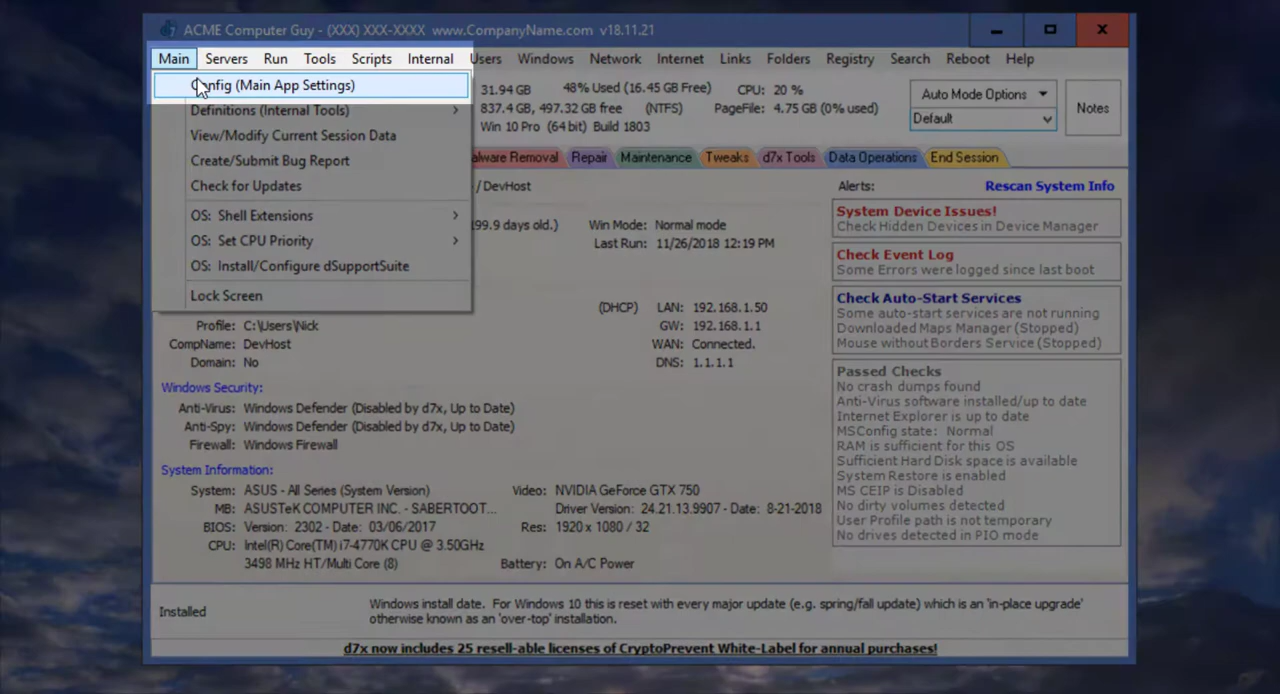 ACME Computer Guy - (XXX) XXX-XXXX www.CompanyName.com v18.11.21
Main Servers Run Tools Scripts Internal Users Windows Network Internet Links Folders Registry Search Reboot Help
Config (Main App Settings)
Definitions (Internal Tools)
View/Modify Current Session Data
Create/Submit Bug Report
Check for Updates
OS: Shell Extensions
OS: Set CPU Priority
OS: Install/Configure dSupportSuite
Lock Screen
31.94 GB 48% Used (16.45 GB Free) CPU: 20 %
837.4 GB, 497.32 GB free (NTFS) PageFile: 4.75 GB (0% used)
Win 10 Pro (64 bit) Build 1803
Auto Mode Options
Default
Notes
alware Removal Repair Maintenance Tweaks d7x Tools Data Operations End Session
/ DevHost
(99.9 days old.) Win Mode: Normal mode
Last Run: 11/26/2018 12:19 PM
(DHCP) LAN: 192.168.1.50
GW: 192.168.1.1
WAN: Connected.
DNS: 1.1.1.1
Profile: C:\Users\Nick
CompName: DevHost
Domain: No
Windows Security:
Anti-Virus: Windows Defender (Disabled by d7x, Up to Date)
Anti-Spy: Windows Defender (Disabled by d7x, Up to Date)
Firewall: Windows Firewall
System Information:
System: ASUS - All Series (System Version)
MB: ASUSTeK COMPUTER INC. - SABERTOOT...
BIOS: Version: 2302 - Date: 03/06/2017
CPU: Intel(R) Core(TM) i7-4770K CPU @ 3.50GHz
3498 MHz HT/Multi Core (8)
Video: NVIDIA GeForce GTX 750
Driver Version: 24.21.13.9907 - Date: 8-21-2018
Res: 1920 x 1080 / 32
Battery: On A/C Power
Alerts: Rescan System Info
System Device Issues!
Check Hidden Devices in Device Manager
Check Event Log
Some Errors were logged since last boot
Check Auto-Start Services
Some auto-start services are not running
Downloaded Maps Manager (Stopped)
Mouse without Borders Service (Stopped)
Passed Checks
No crash dumps found
Anti-Virus software installed/up to date
Internet Explorer is up to date
MSConfig state: Normal
RAM is sufficient for this OS
Sufficient Hard Disk space is available
System Restore is enabled
MS CEIP is Disabled
No dirty volumes detected
User Profile path is not temporary
No drives detected in PIO mode
Installed
Windows install date. For Windows 10 this is reset with every major update (e.g. spring/fall update) which is an 'in-place upgrade'
otherwise known as an 'over-top' installation.
d7x now includes 25 resell-able licenses of CryptoPrevent White-Label for annual purchases!